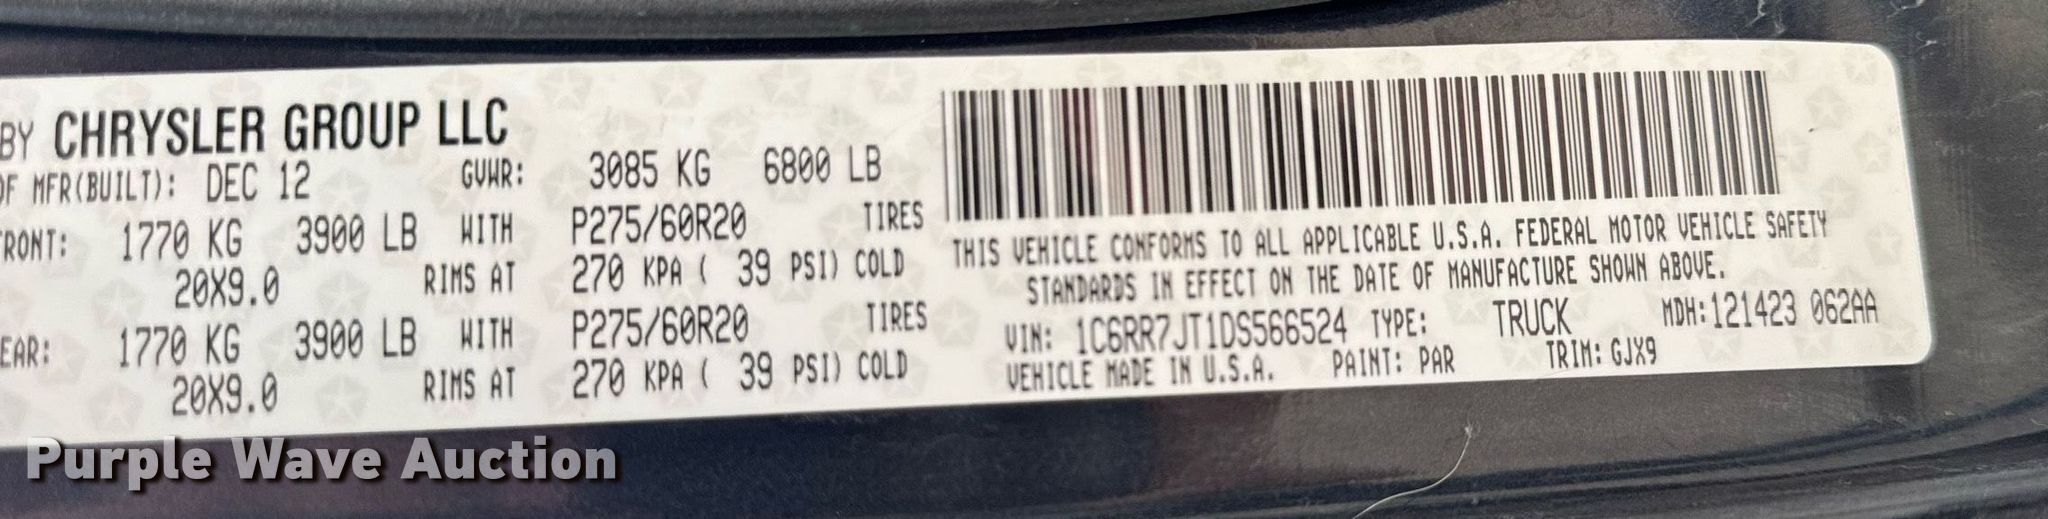 BY CHRYSLER GROUP LLC
OF MFR(BUILT): DEC 12 GVWR: 3085 KG 6800 LB
FRONT: 1770 KG 3900 LB WITH P275/60R20 TIRES
20X9.0 RIMS AT 270 KPA ( 39 PSI) COLD
EAR: 1770 KG 3900 LB WITH P275/60R20 TIRES
20X9.0 RIMS AT 270 KPA ( 39 PSI) COLD
THIS VEHICLE CONFORMS TO ALL APPLICABLE U.S.A. FEDERAL MOTOR VEHICLE SAFETY
STANDARDS IN EFFECT ON THE DATE OF MANUFACTURE SHOWN ABOVE.
VIN: 1C6RR7JT1DS566524 TYPE: TRUCK MDH:121423 062AA
VEHICLE MADE IN U.S.A. PAINT: PAR TRIM: GJX9
Purple Wave Auction